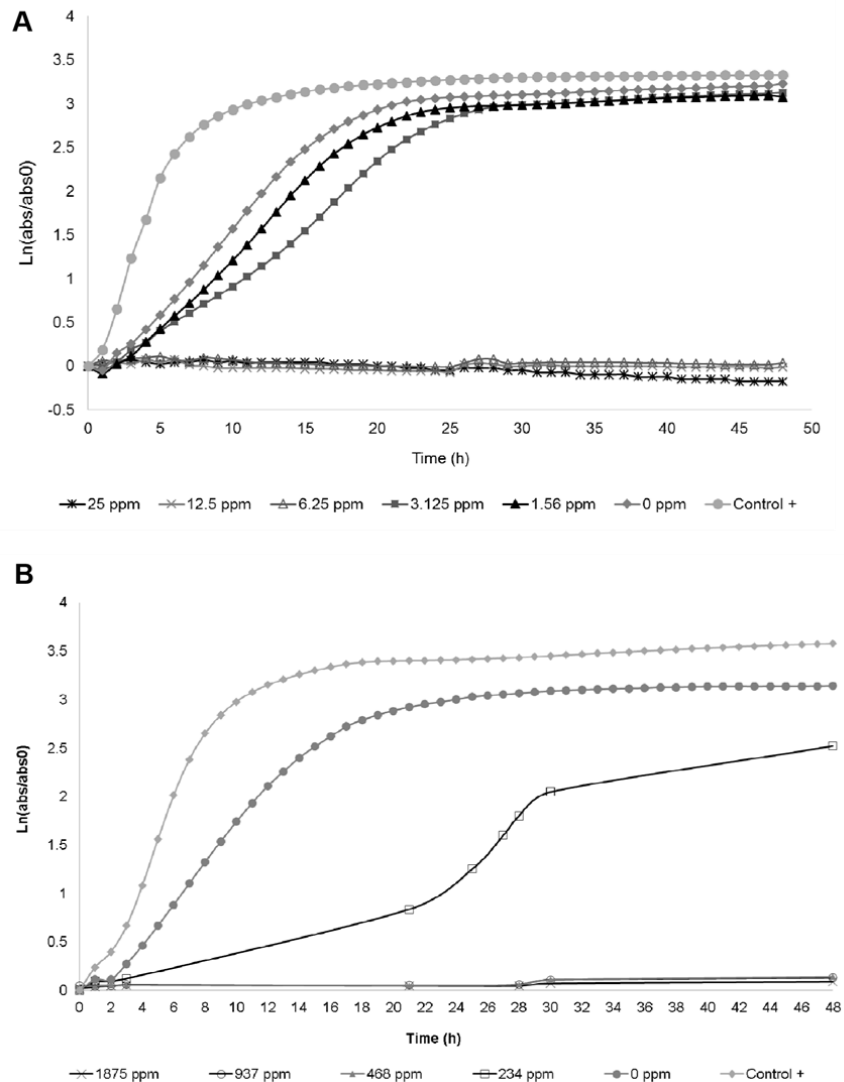 A
4
3.5
3
2.5
2
1.5
1
0.5
0
-0.5
Ln(abs/abs0)
0 5 10 15 20 25 30 35 40 45 50
Time (h)
25 ppm 12.5 ppm 6.25 ppm 3.125 ppm 1.56 ppm 0 ppm Control +
B
4
3.5
3
2.5
2
1.5
1
0.5
0
Ln(abs/abs0)
0 2 4 6 8 10 12 14 16 18 20 22 24 26 28 30 32 34 36 38 40 42 44 46 48
Time (h)
1875 ppm 937 ppm 468 ppm 234 ppm 0 ppm Control +